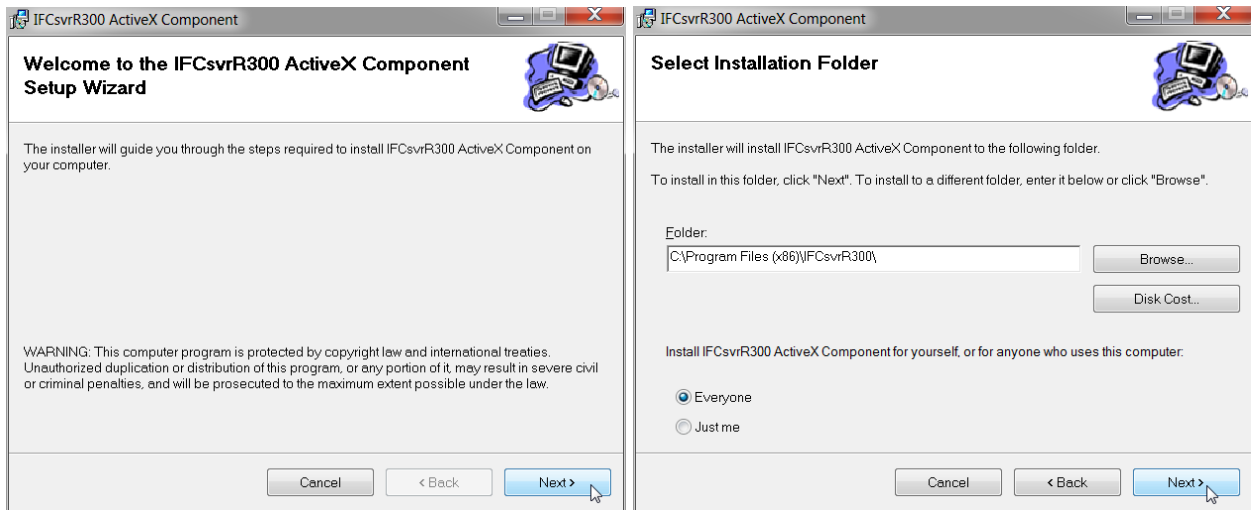 IFCsvrR300 ActiveX Component
Welcome to the IFCsvrR300 ActiveX Component
Setup Wizard
The installer will guide you through the steps required to install IFCsvrR300 ActiveX Component on
your computer.
WARNING: This computer program is protected by copyright law and international treaties.
Unauthorized duplication or distribution of this program, or any portion of it, may result in severe civil
or criminal penalties, and will be prosecuted to the maximum extent possible under the law.
Cancel
< Back
Next >
IFCsvrR300 ActiveX Component
Select Installation Folder
The installer will install IFCsvrR300 ActiveX Component to the following folder.
To install in this folder, click "Next". To install to a different folder, enter it below or click "Browse".
Folder:
C:\Program Files (x86)\IFCsvrR300\
Browse...
Disk Cost...
Install IFCsvrR300 ActiveX Component for yourself, or for anyone who uses this computer:
Everyone
Just me
Cancel
< Back
Next >